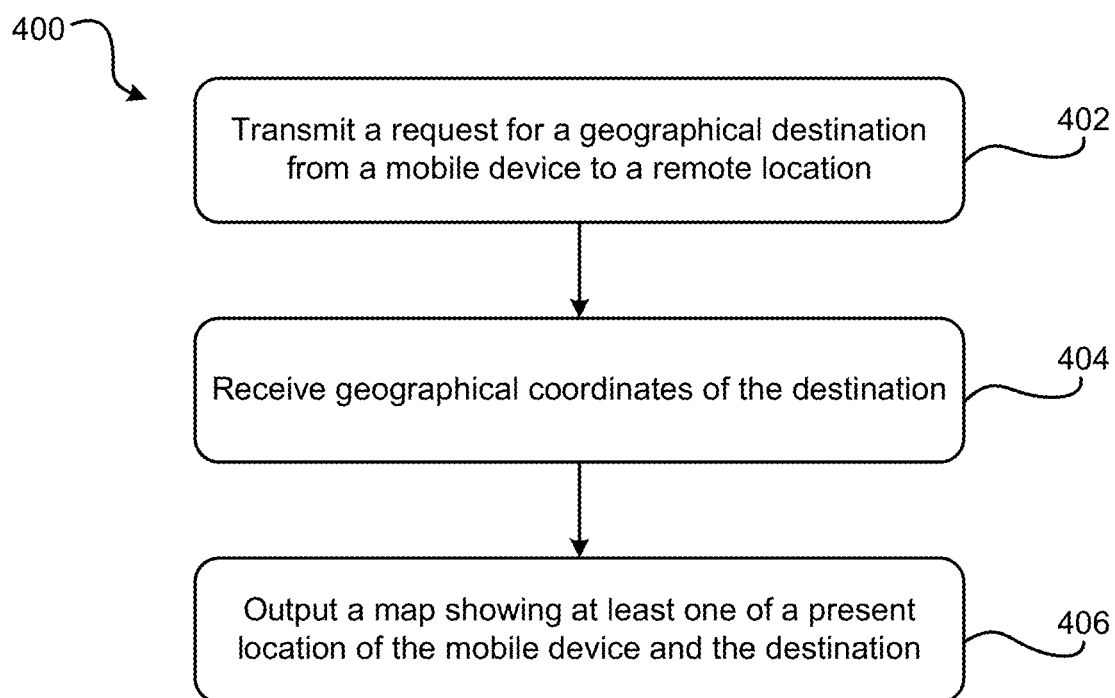 400
Transmit a request for a geographical destination
from a mobile device to a remote location
402
Receive geographical coordinates of the destination
404
Output a map showing at least one of a present
location of the mobile device and the destination
406